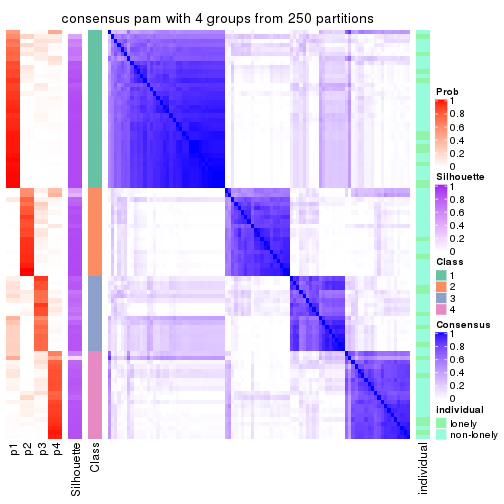 consensus pam with 4 groups from 250 partitions
Prob
1
0.8
0.6
0.4
0.2
0
Silhouette
1
0.8
0.6
0.4
0.2
0
Class
1
2
3
4
Consensus
1
0.8
0.6
0.4
0.2
0
individual
lonely
non-lonely
p1
p2
p3
p4
Silhouette
Class
individual